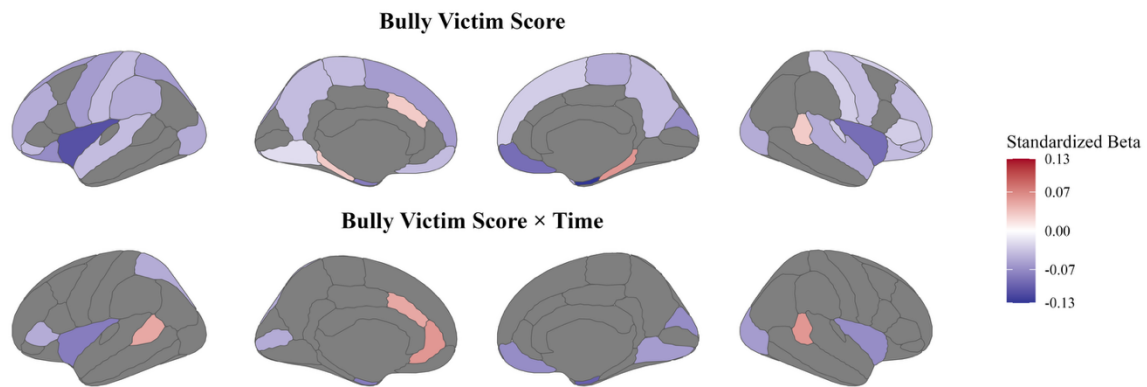 Bully Victim Score
Standardized Beta
0.13
0.07
0.00
-0.07
-0.13
Bully Victim Score × Time